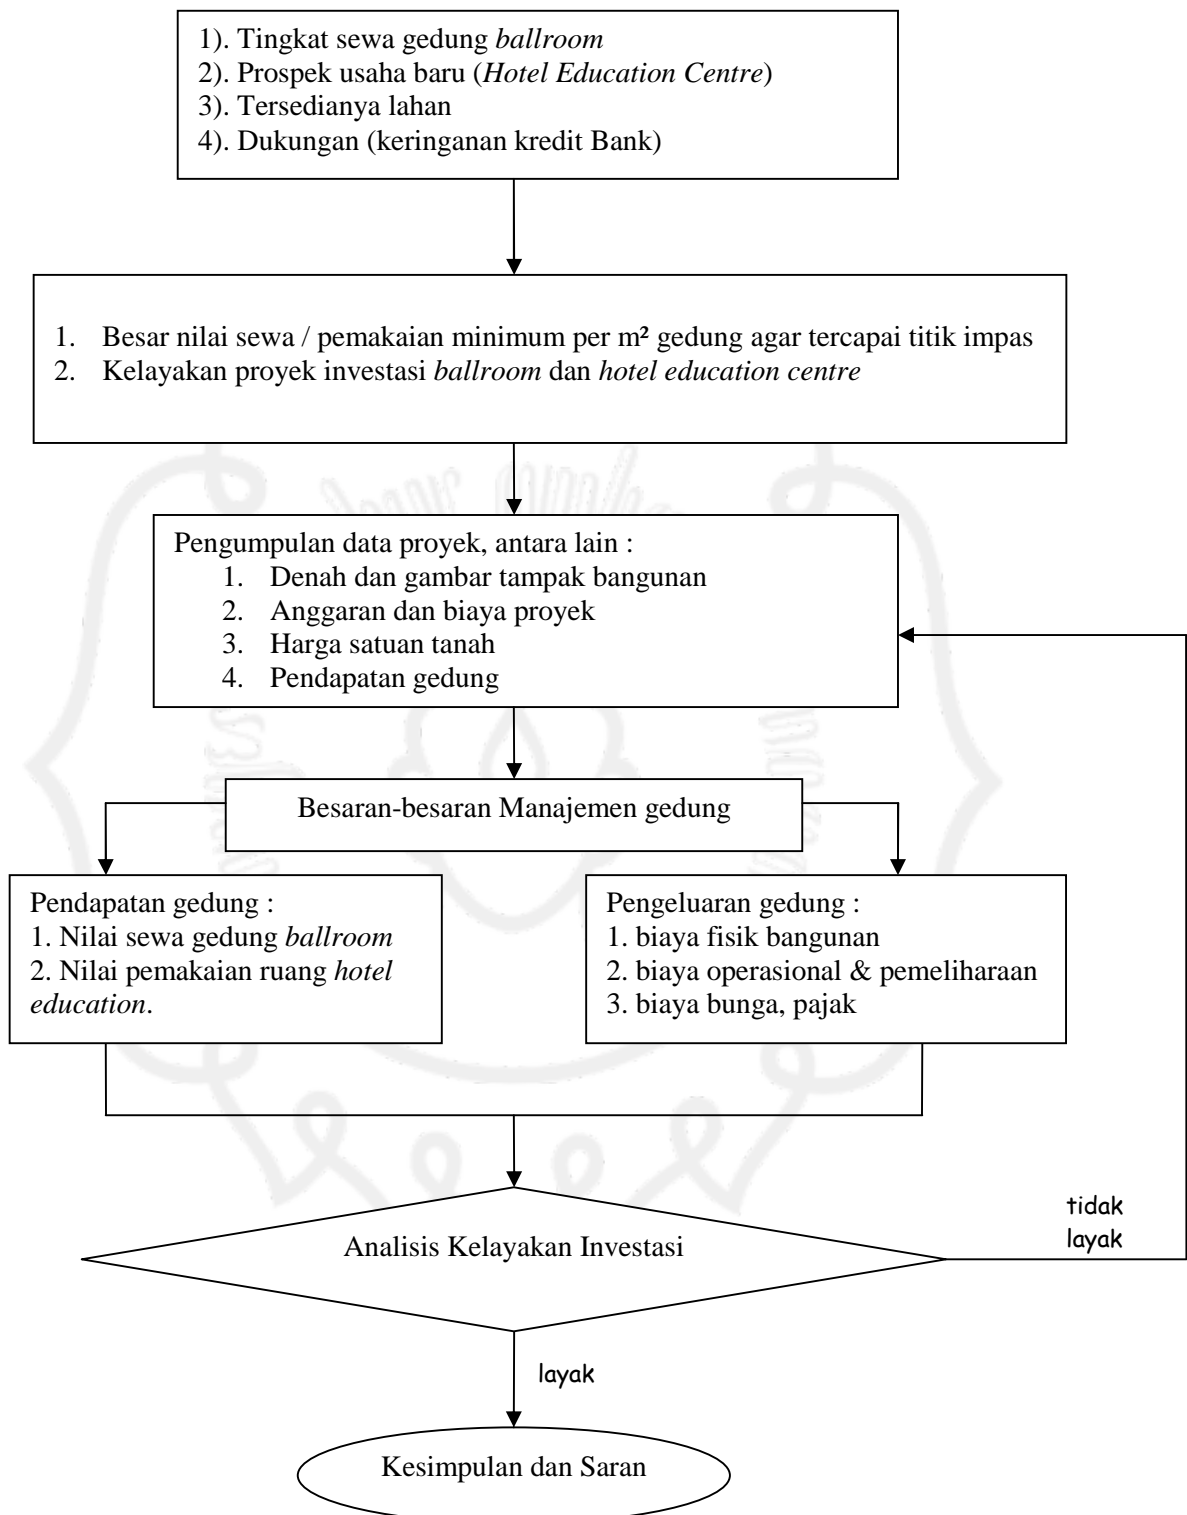 1). Tingkat sewa gedung ballroom
2). Prospek usaha baru (Hotel Education Centre)
3). Tersedianya lahan
4). Dukungan (keringanan kredit Bank)
1. Besar nilai sewa / pemakaian minimum per m² gedung agar tercapai titik impas
2. Kelayakan proyek investasi ballroom dan hotel education centre
Pengumpulan data proyek, antara lain :
1. Denah dan gambar tampak bangunan
2. Anggaran dan biaya proyek
3. Harga satuan tanah
4. Pendapatan gedung
Besaran-besaran Manajemen gedung
Pendapatan gedung :
1. Nilai sewa gedung ballroom
2. Nilai pemakaian ruang hotel
education.
Pengeluaran gedung :
1. biaya fisik bangunan
2. biaya operasional & pemeliharaan
3. biaya bunga, pajak
Analisis Kelayakan Investasi
tidak
layak
layak
Kesimpulan dan Saran